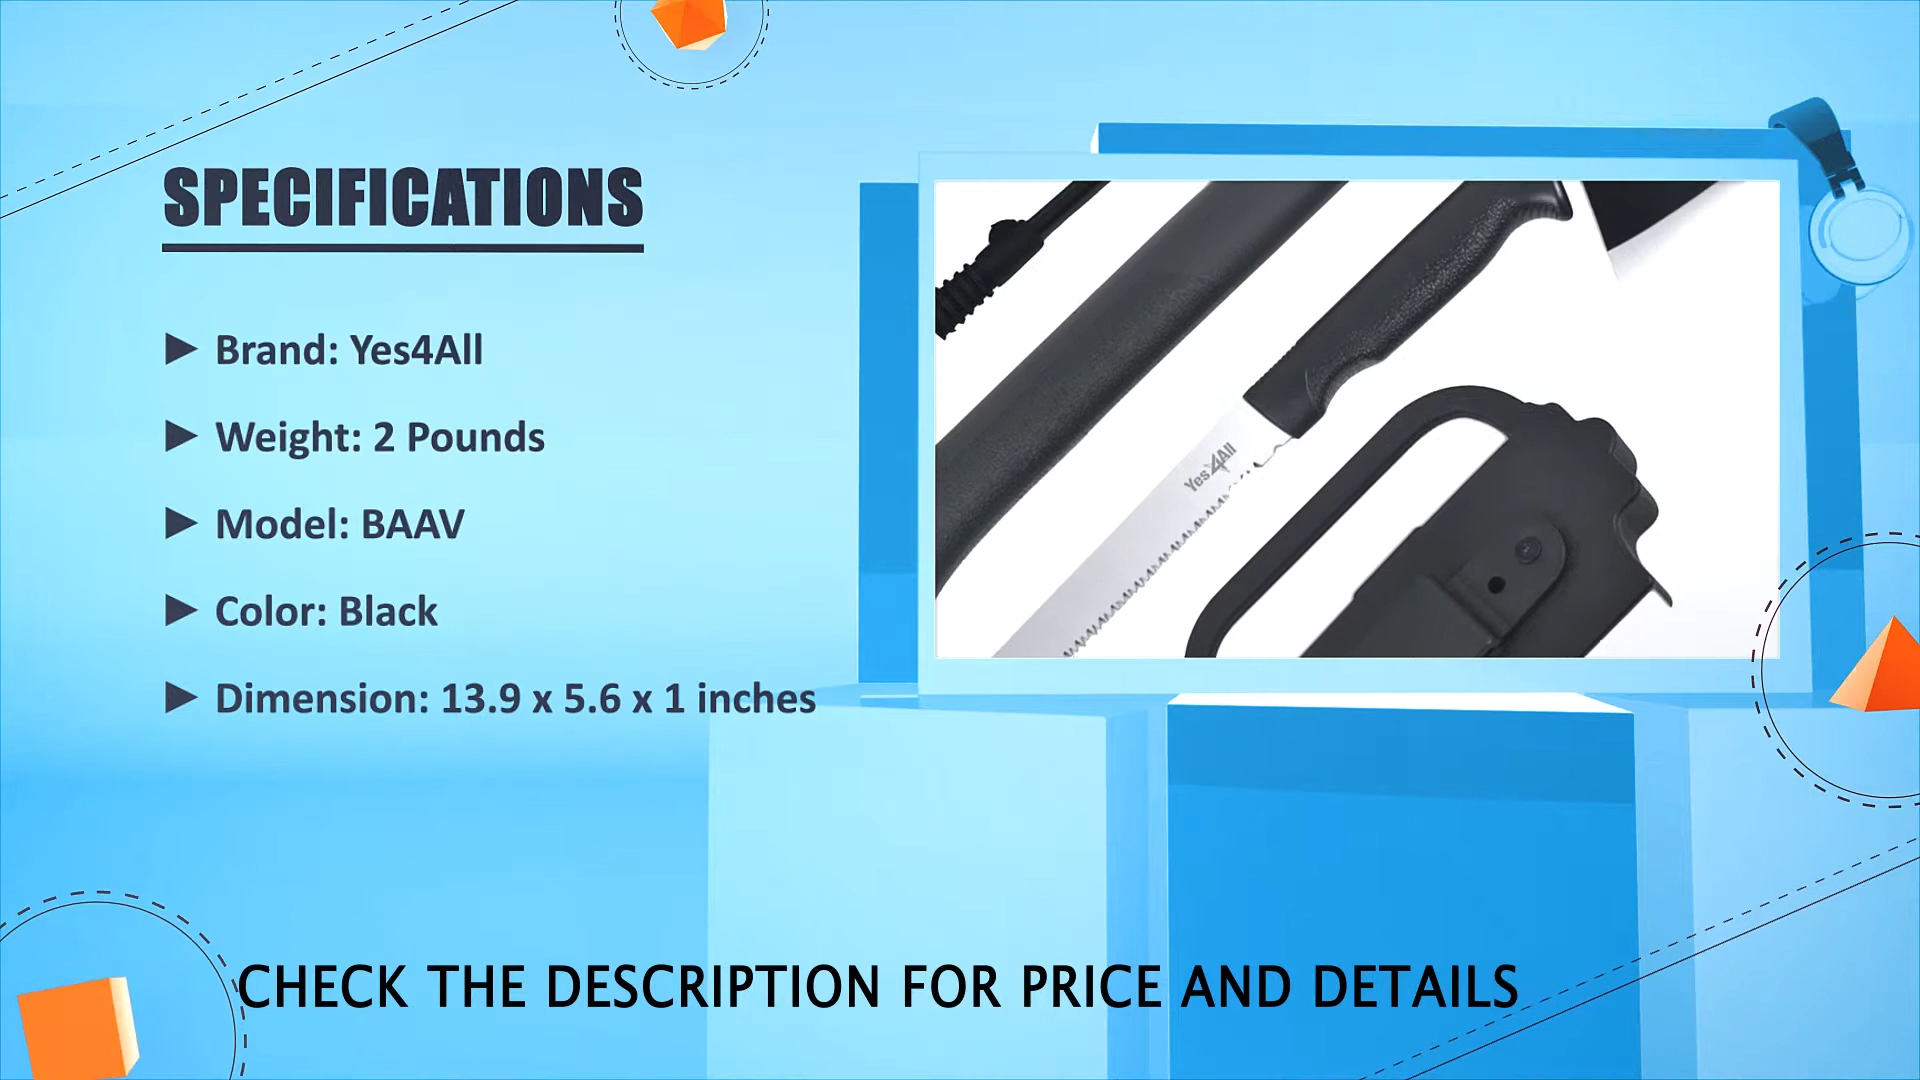 SPECIFICATIONS
Brand: Yes4All
Weight: 2 Pounds
Model: BAAV
Color: Black
Dimension: 13.9 x 5.6 x 1 inches
Yes4All
CHECK THE DESCRIPTION FOR PRICE AND DETAILS